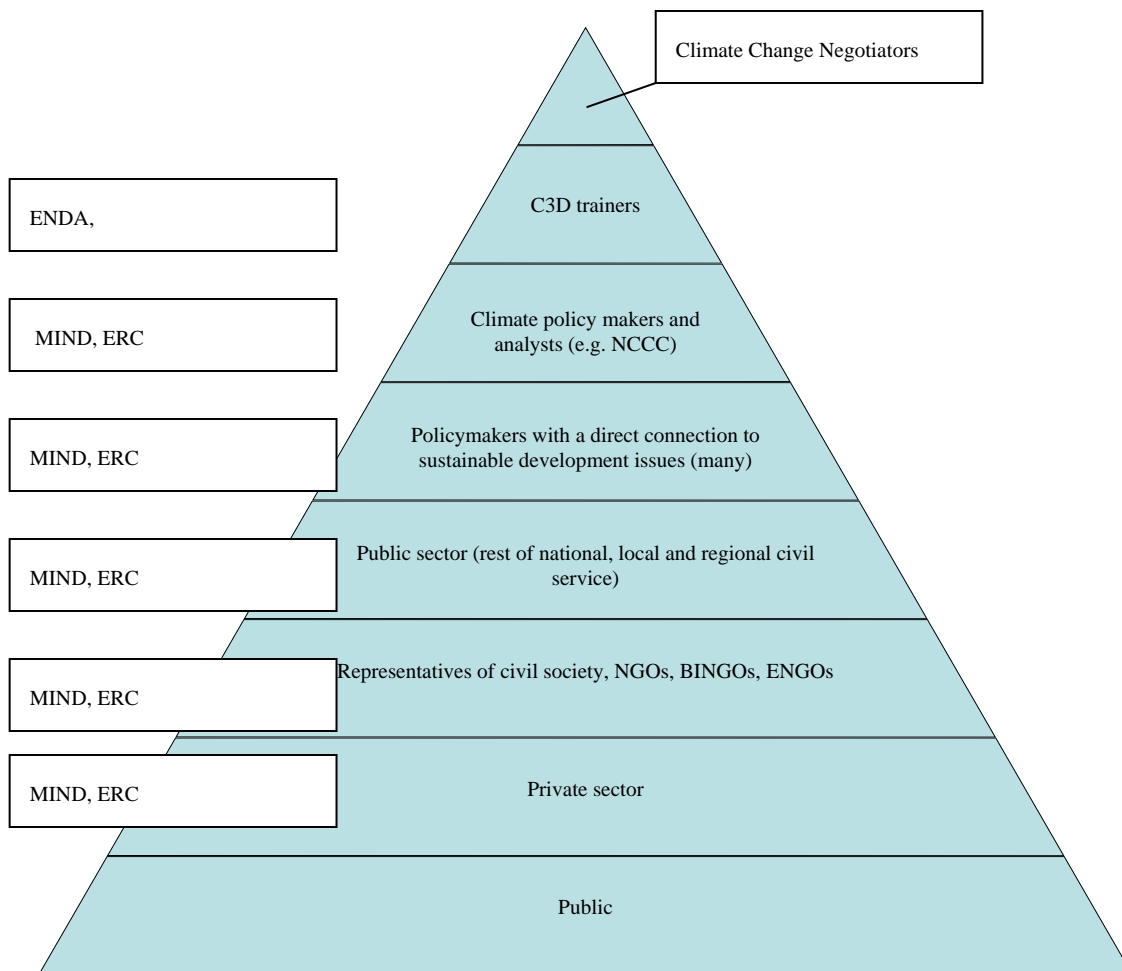 Climate Change Negotiators
ENDA,
C3D trainers
MIND, ERC
Climate policy makers and
analysts (e.g. NCCC)
MIND, ERC
Policymakers with a direct connection to
sustainable development issues (many)
MIND, ERC
Public sector (rest of national, local and regional civil
service)
MIND, ERC
Representatives of civil society, NGOs, BINGOs, ENGOs
MIND, ERC
Private sector
Public